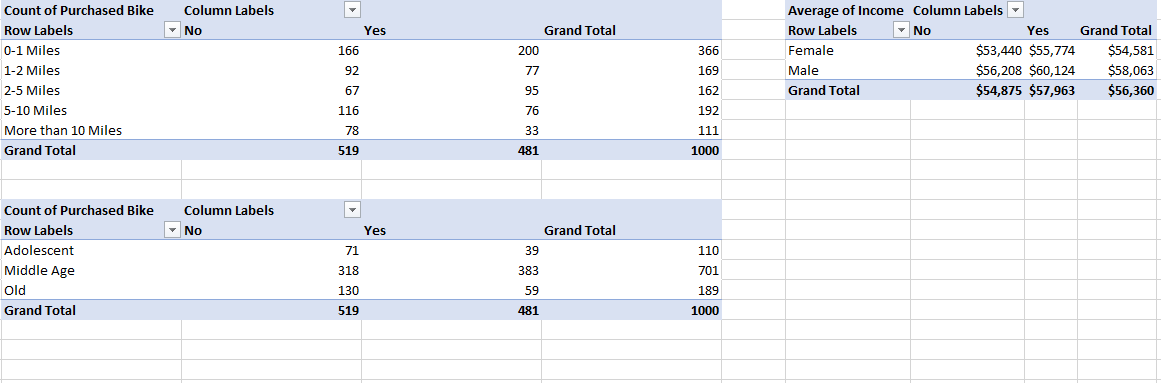 Count of Purchased Bike Column Labels
Row Labels No Yes Grand Total
0-1 Miles 166 200 366
1-2 Miles 92 77 169
2-5 Miles 67 95 162
5-10 Miles 116 76 192
More than 10 Miles 78 33 111
Grand Total 519 481 1000
Count of Purchased Bike Column Labels
Row Labels No Yes Grand Total
Adolescent 71 39 110
Middle Age 318 383 701
Old 130 59 189
Grand Total 519 481 1000
Average of Income Column Labels
Row Labels No Yes Grand Total
Female $53,440 $55,774 $54,581
Male $56,208 $60,124 $58,063
Grand Total $54,875 $57,963 $56,360